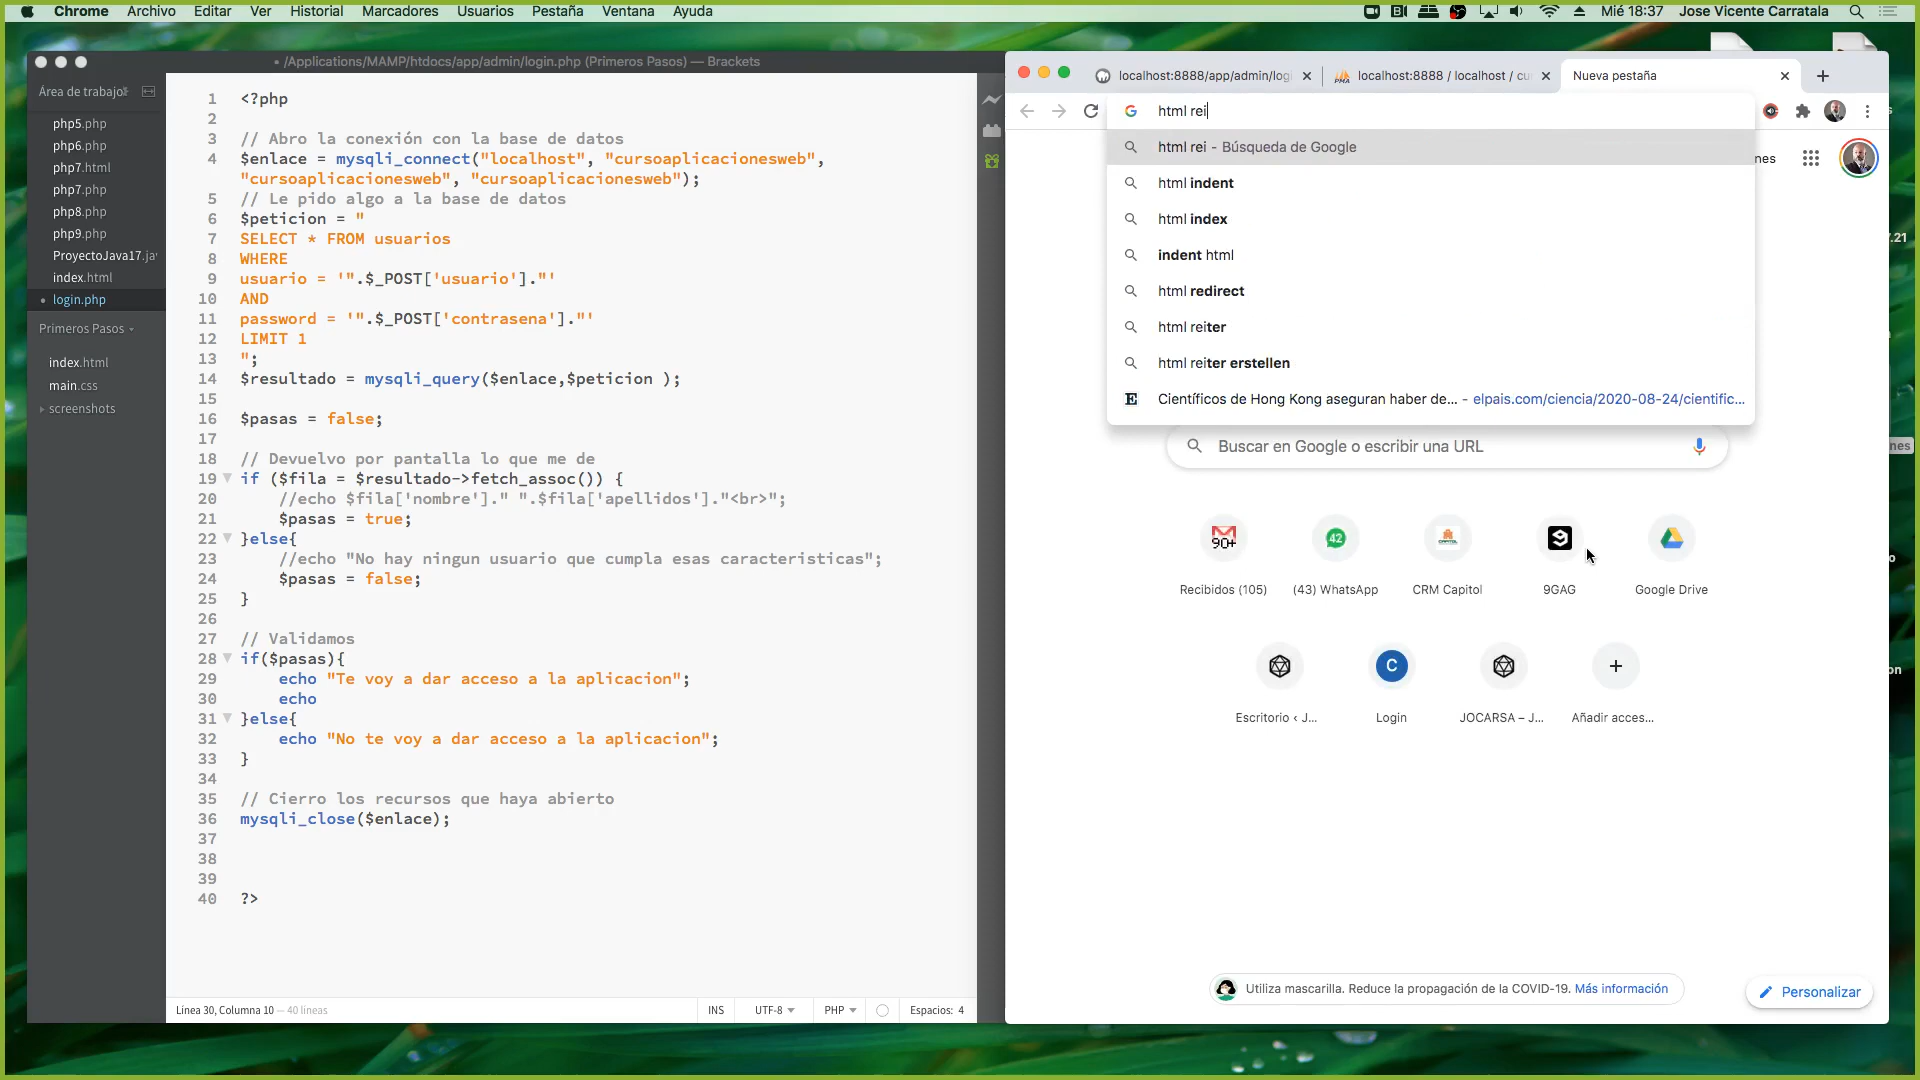 Chrome Archivo Editar Ver Historial Marcadores Usuarios Pestaña Ventana Ayuda
Mié 18:37 Jose Vicente Carratala
• /Applications/MAMP/htdocs/app/admin/login.php (Primeros Pasos) — Brackets
Área de trabajo
php5.php
php6.php
php7.html
php7.php
php8.php
php9.php
ProyectoJava17.ja
index.html
• login.php
Primeros Pasos
index.html
main.css
screenshots
1 <?php
2
3 // Abro la conexión con la base de datos
4 $enlace = mysqli_connect("localhost", "cursoaplicacionesweb",
"cursoaplicacionesweb", "cursoaplicacionesweb");
5 // Le pido algo a la base de datos
6 $peticion = "
7 SELECT * FROM usuarios
8 WHERE
9 usuario = '".$_POST['usuario']."'
10 AND
11 password = '".$_POST['contrasena']."'
12 LIMIT 1
13 ";
14 $resultado = mysqli_query($enlace,$peticion );
15
16 $pasas = false;
17
18 // Devuelvo por pantalla lo que me de
19 if ($fila = $resultado->fetch_assoc()) {
20 //echo $fila['nombre']." ".$fila['apellidos']."<br>";
21 $pasas = true;
22 }else{
23 //echo "No hay ningun usuario que cumpla esas caracteristicas";
24 $pasas = false;
25 }
26
27 // Validamos
28 if($pasas){
29 echo "Te voy a dar acceso a la aplicacion";
30 echo
31 }else{
32 echo "No te voy a dar acceso a la aplicacion";
33 }
34
35 // Cierro los recursos que haya abierto
36 mysqli_close($enlace);
37
38
39
40 ?>
Línea 30, Columna 10 — 40 líneas
INS UTF-8 PHP Espacios: 4
localhost:8888/app/admin/logi
PMA localhost:8888 / localhost / cu
Nueva pestaña
html rei
html rei - Búsqueda de Google
html indent
html index
indent html
html redirect
html reiter
html reiter erstellen
E Científicos de Hong Kong aseguran haber de... - elpais.com/ciencia/2020-08-24/cientific...
nes
Buscar en Google o escribir una URL
90+
42
CAPITOL
Recibidos (105) (43) WhatsApp CRM Capitol 9GAG Google Drive
C
Escritorio ‹ J... Login JOCARSA – J... Añadir acces...
Utiliza mascarilla. Reduce la propagación de la COVID-19. Más información
Personalizar
7.21
nes
on